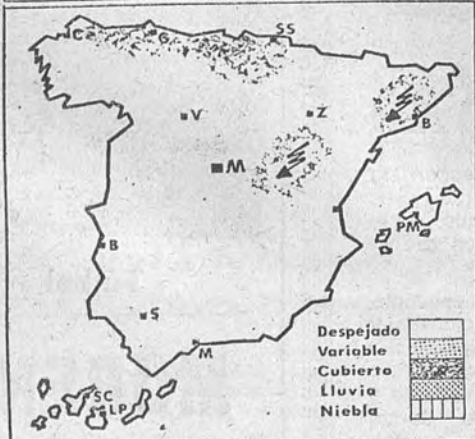 C G SS
V Z B
M
PM
B
S
M
SC
LP
Despejado
Variable
Cubierto
Lluvia
Niebla